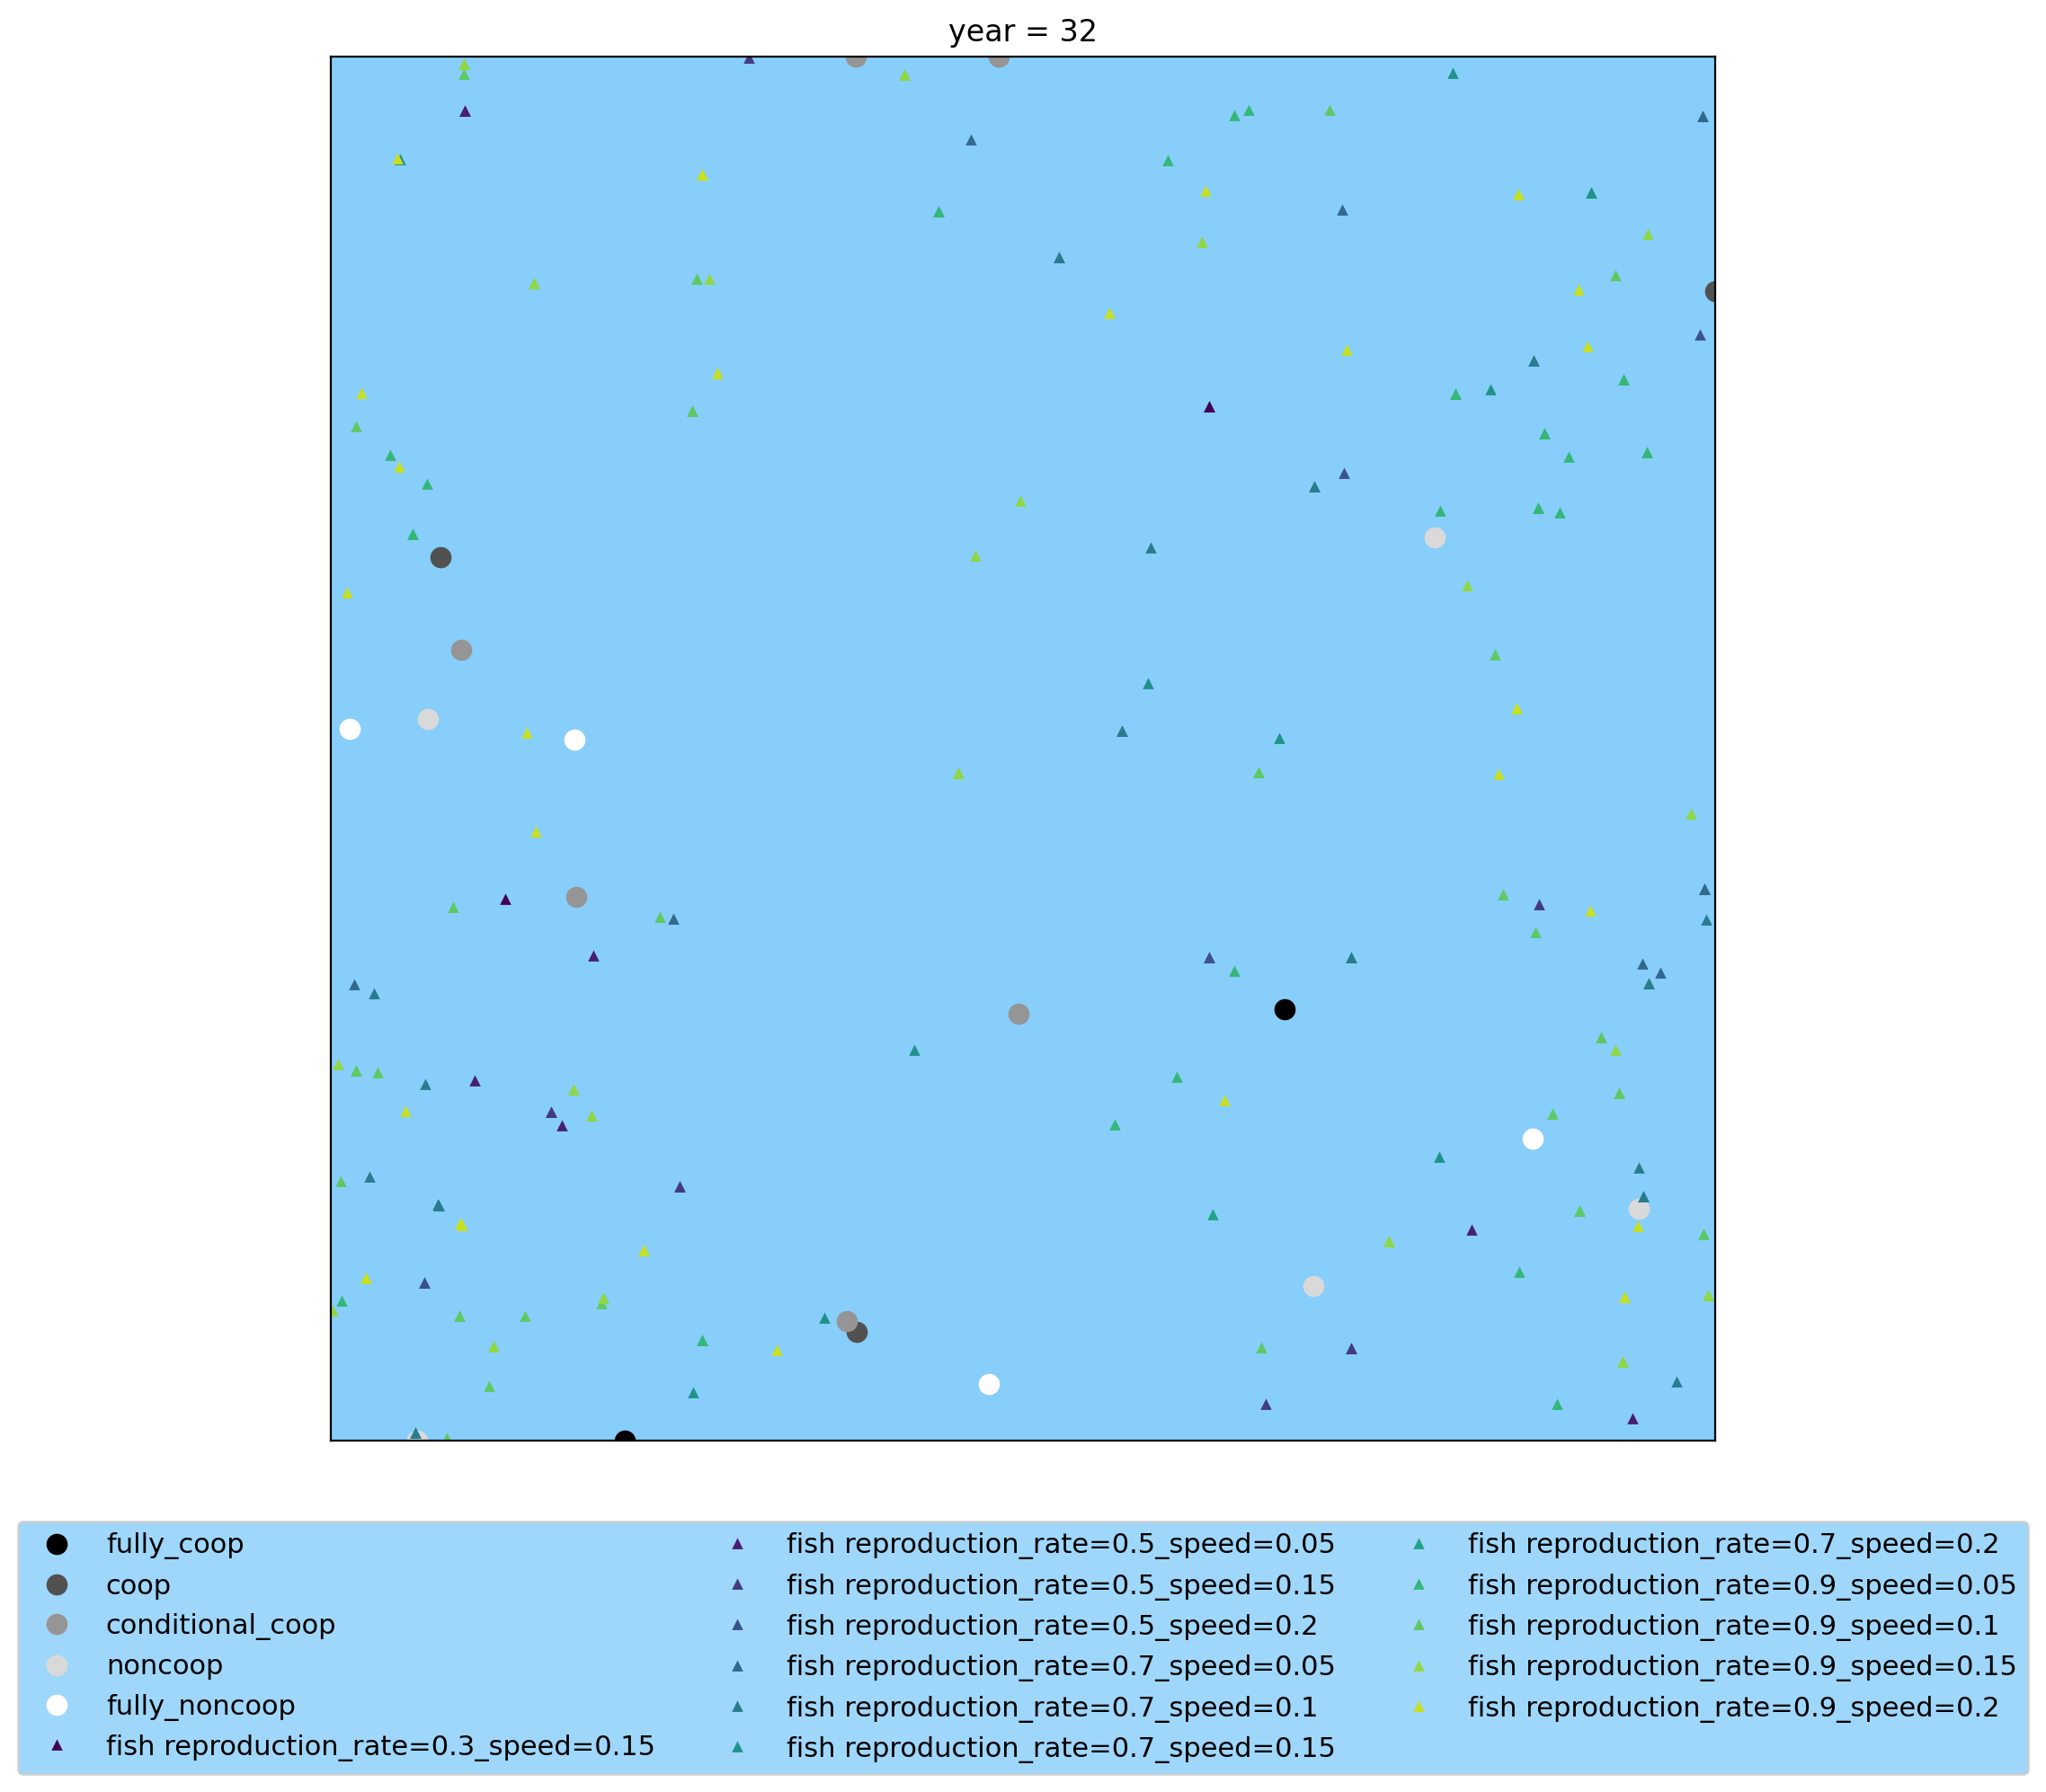 year = 32
fully_coop
coop
conditional_coop
noncoop
fully_noncoop
fish reproduction_rate=0.3_speed=0.15
fish reproduction_rate=0.5_speed=0.05
fish reproduction_rate=0.5_speed=0.15
fish reproduction_rate=0.5_speed=0.2
fish reproduction_rate=0.7_speed=0.05
fish reproduction_rate=0.7_speed=0.1
fish reproduction_rate=0.7_speed=0.15
fish reproduction_rate=0.7_speed=0.2
fish reproduction_rate=0.9_speed=0.05
fish reproduction_rate=0.9_speed=0.1
fish reproduction_rate=0.9_speed=0.15
fish reproduction_rate=0.9_speed=0.2